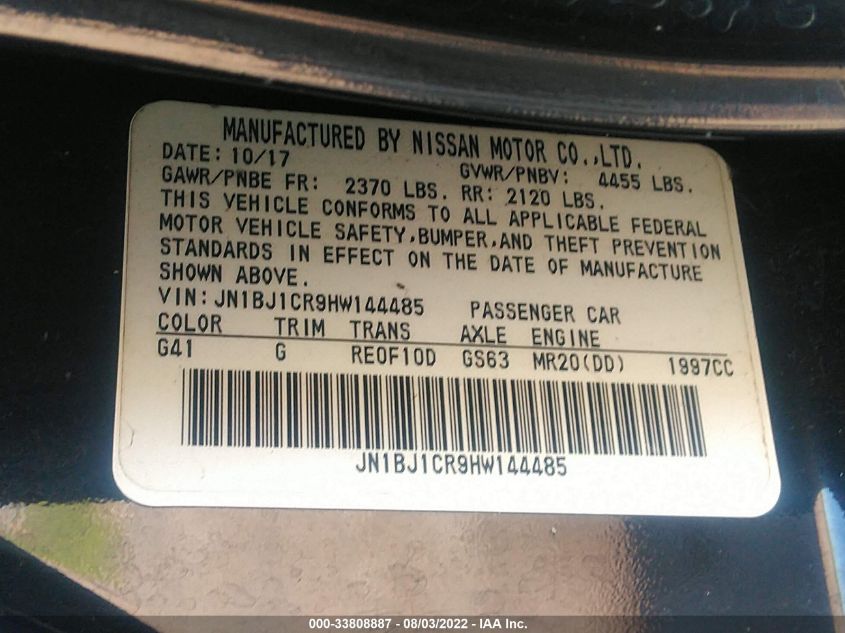 MANUFACTURED BY NISSAN MOTOR CO.,LTD.
DATE: 10/17 GVWR/PNBV: 4455 LBS.
GAWR/PNBE FR: 2370 LBS. RR: 2120 LBS.
THIS VEHICLE CONFORMS TO ALL APPLICABLE FEDERAL
MOTOR VEHICLE SAFETY,BUMPER,AND THEFT PREVENTION
STANDARDS IN EFFECT ON THE DATE OF MANUFACTURE
SHOWN ABOVE.
VIN: JN1BJ1CR9HW144485 PASSENGER CAR
COLOR TRIM TRANS AXLE ENGINE
G41 G RE0F10D GS63 MR20(DD) 1997CC
JN1BJ1CR9HW144485
000-33808887 - 08/03/2022 - IAA Inc.